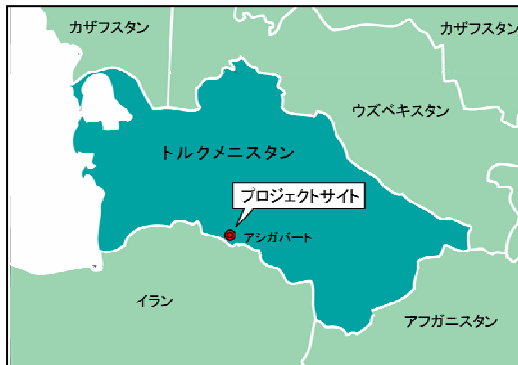 カザフスタン
カザフスタン
ウズベキスタン
トルクメニスタン
プロジェクトサイト
アシガバート
イラン
アフガニスタン